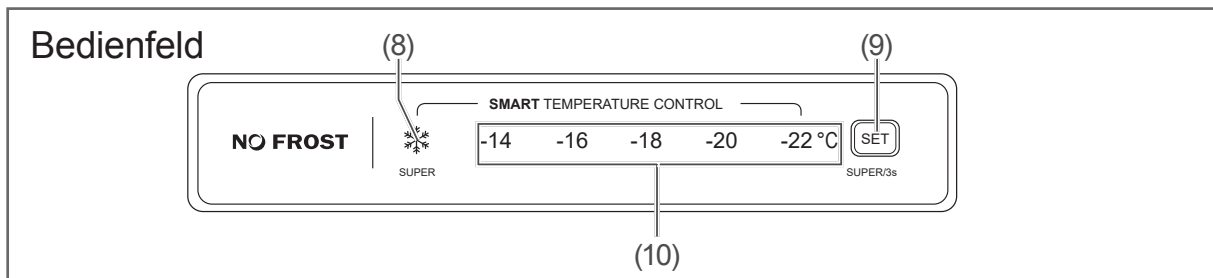 Bedienfeld
(8) (9)
SMART TEMPERATURE CONTROL
NO FROST -14 -16 -18 -20 -22 °C SET
SUPER SUPER/3s
(10)